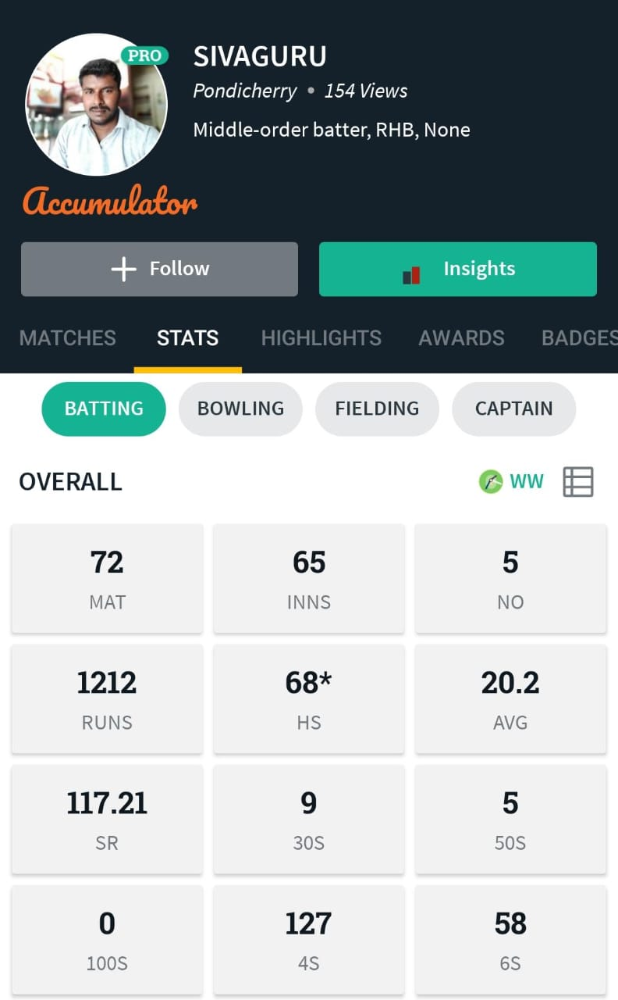 PRO
SIVAGURU
Pondicherry • 154 Views
Middle-order batter, RHB, None
Accumulator
+ Follow
Insights
MATCHES STATS HIGHLIGHTS AWARDS BADGES
BATTING BOWLING FIELDING CAPTAIN
OVERALL WW
72 65 5
MAT INNS NO
1212 68* 20.2
RUNS HS AVG
117.21 9 5
SR 30S 50S
0 127 58
100S 4S 6S